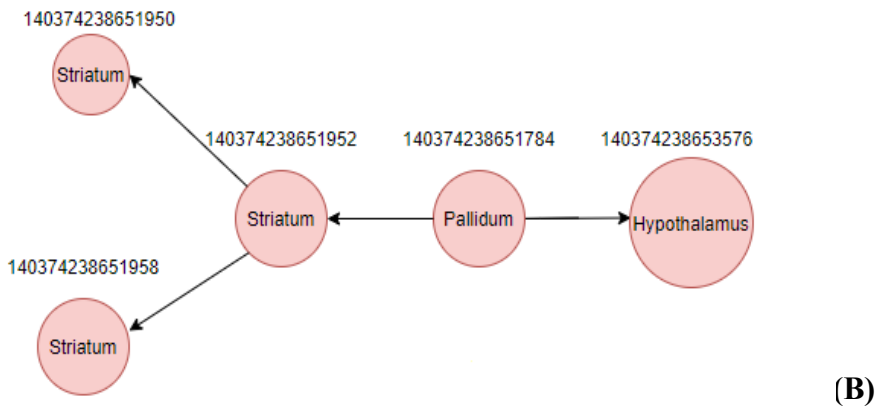 140374238651950
Striatum
140374238651952
140374238651784
140374238653576
Striatum
Pallidum
Hypothalamus
140374238651958
Striatum
(B)